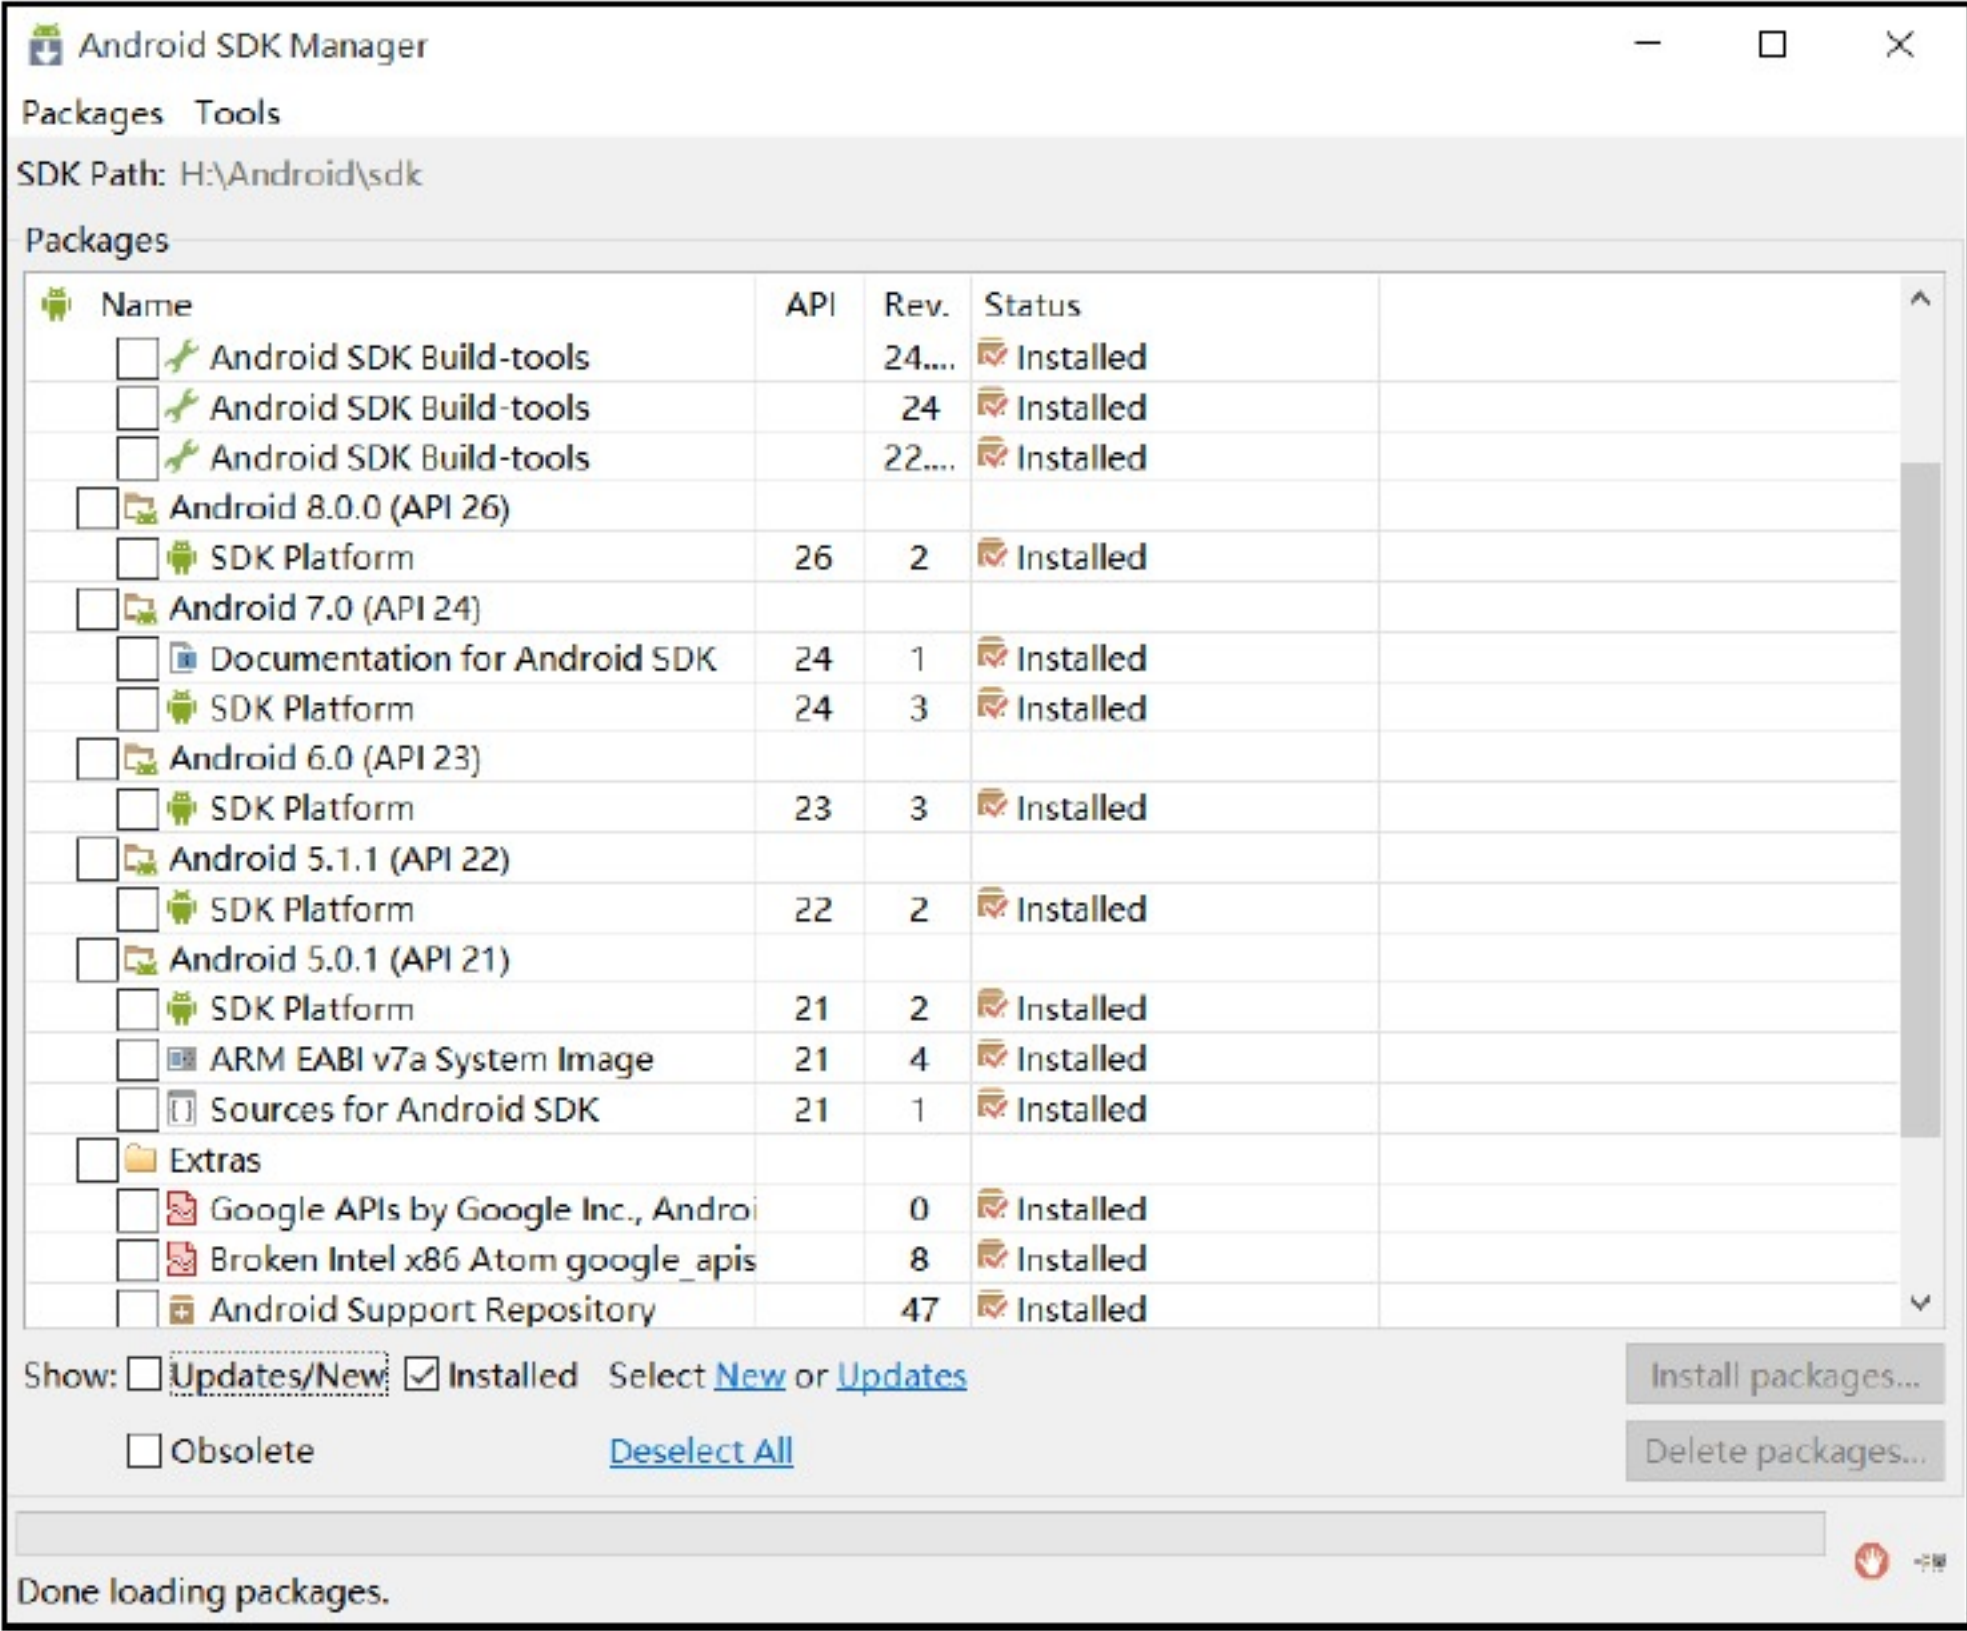 Android SDK Manager
Packages Tools
SDK Path: H:\Android\sdk
Packages
Name API Rev. Status
Android SDK Build-tools 24.... Installed
Android SDK Build-tools 24 Installed
Android SDK Build-tools 22.... Installed
Android 8.0.0 (API 26)
SDK Platform 26 2 Installed
Android 7.0 (API 24)
Documentation for Android SDK 24 1 Installed
SDK Platform 24 3 Installed
Android 6.0 (API 23)
SDK Platform 23 3 Installed
Android 5.1.1 (API 22)
SDK Platform 22 2 Installed
Android 5.0.1 (API 21)
SDK Platform 21 2 Installed
ARM EABI v7a System Image 21 4 Installed
Sources for Android SDK 21 1 Installed
Extras
Google APIs by Google Inc., Androi 0 Installed
Broken Intel x86 Atom google_apis 8 Installed
Android Support Repository 47 Installed
Show: Updates/New Installed Select New or Updates Install packages...
Obsolete Deselect All Delete packages...
Done loading packages.